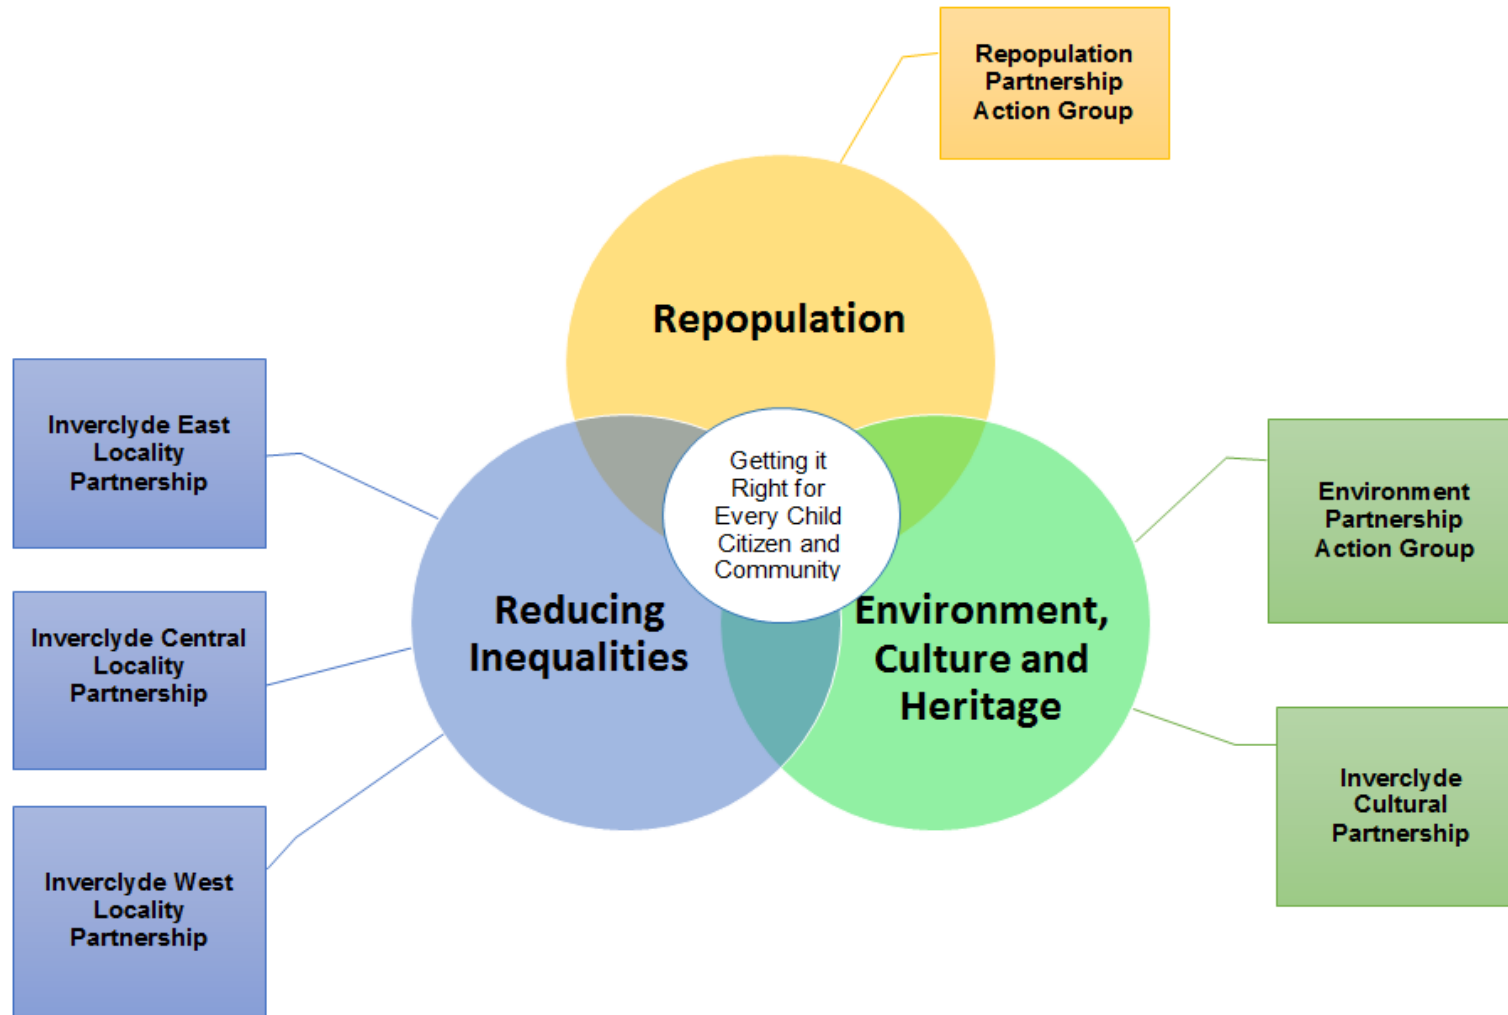 Repopulation
Partnership
Action Group
Repopulation
Inverclyde East
Locality
Partnership
Inverclyde Central
Locality
Partnership
Inverclyde West
Locality
Partnership
Getting it
Right for
Every Child
Citizen and
Community
Reducing
Inequalities
Environment,
Culture and
Heritage
Environment
Partnership
Action Group
Inverclyde
Cultural
Partnership